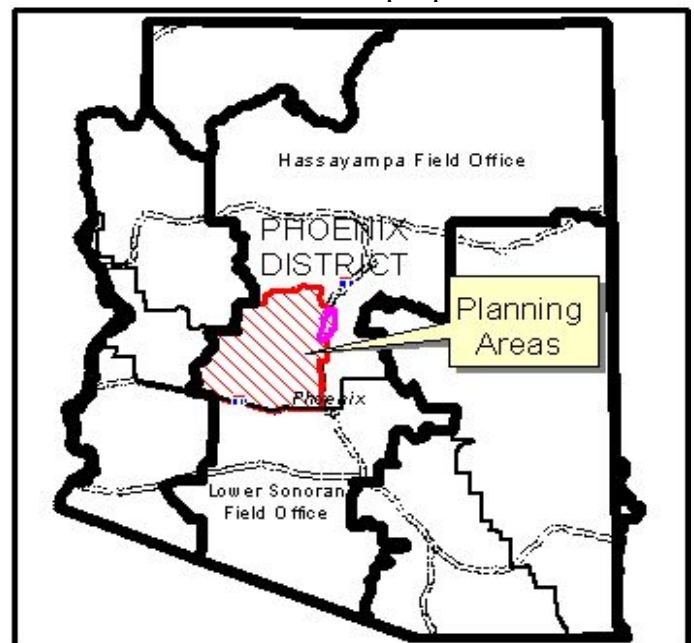 Hassayampa Field Office
PHOENIX
DISTRICT
Planning
Areas
Phoenix
Lower Sonoran
Field Office